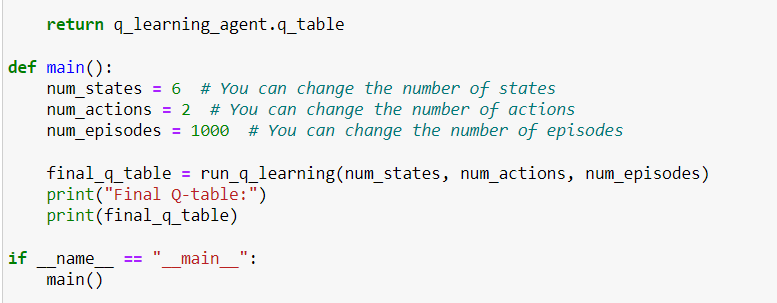 return q_learning_agent.q_table
def main():
    num_states = 6  # You can change the number of states
    num_actions = 2  # You can change the number of actions
    num_episodes = 1000  # You can change the number of episodes
    final_q_table = run_q_learning(num_states, num_actions, num_episodes)
    print("Final Q-table:")
    print(final_q_table)
if __name__ == "__main__":
    main()